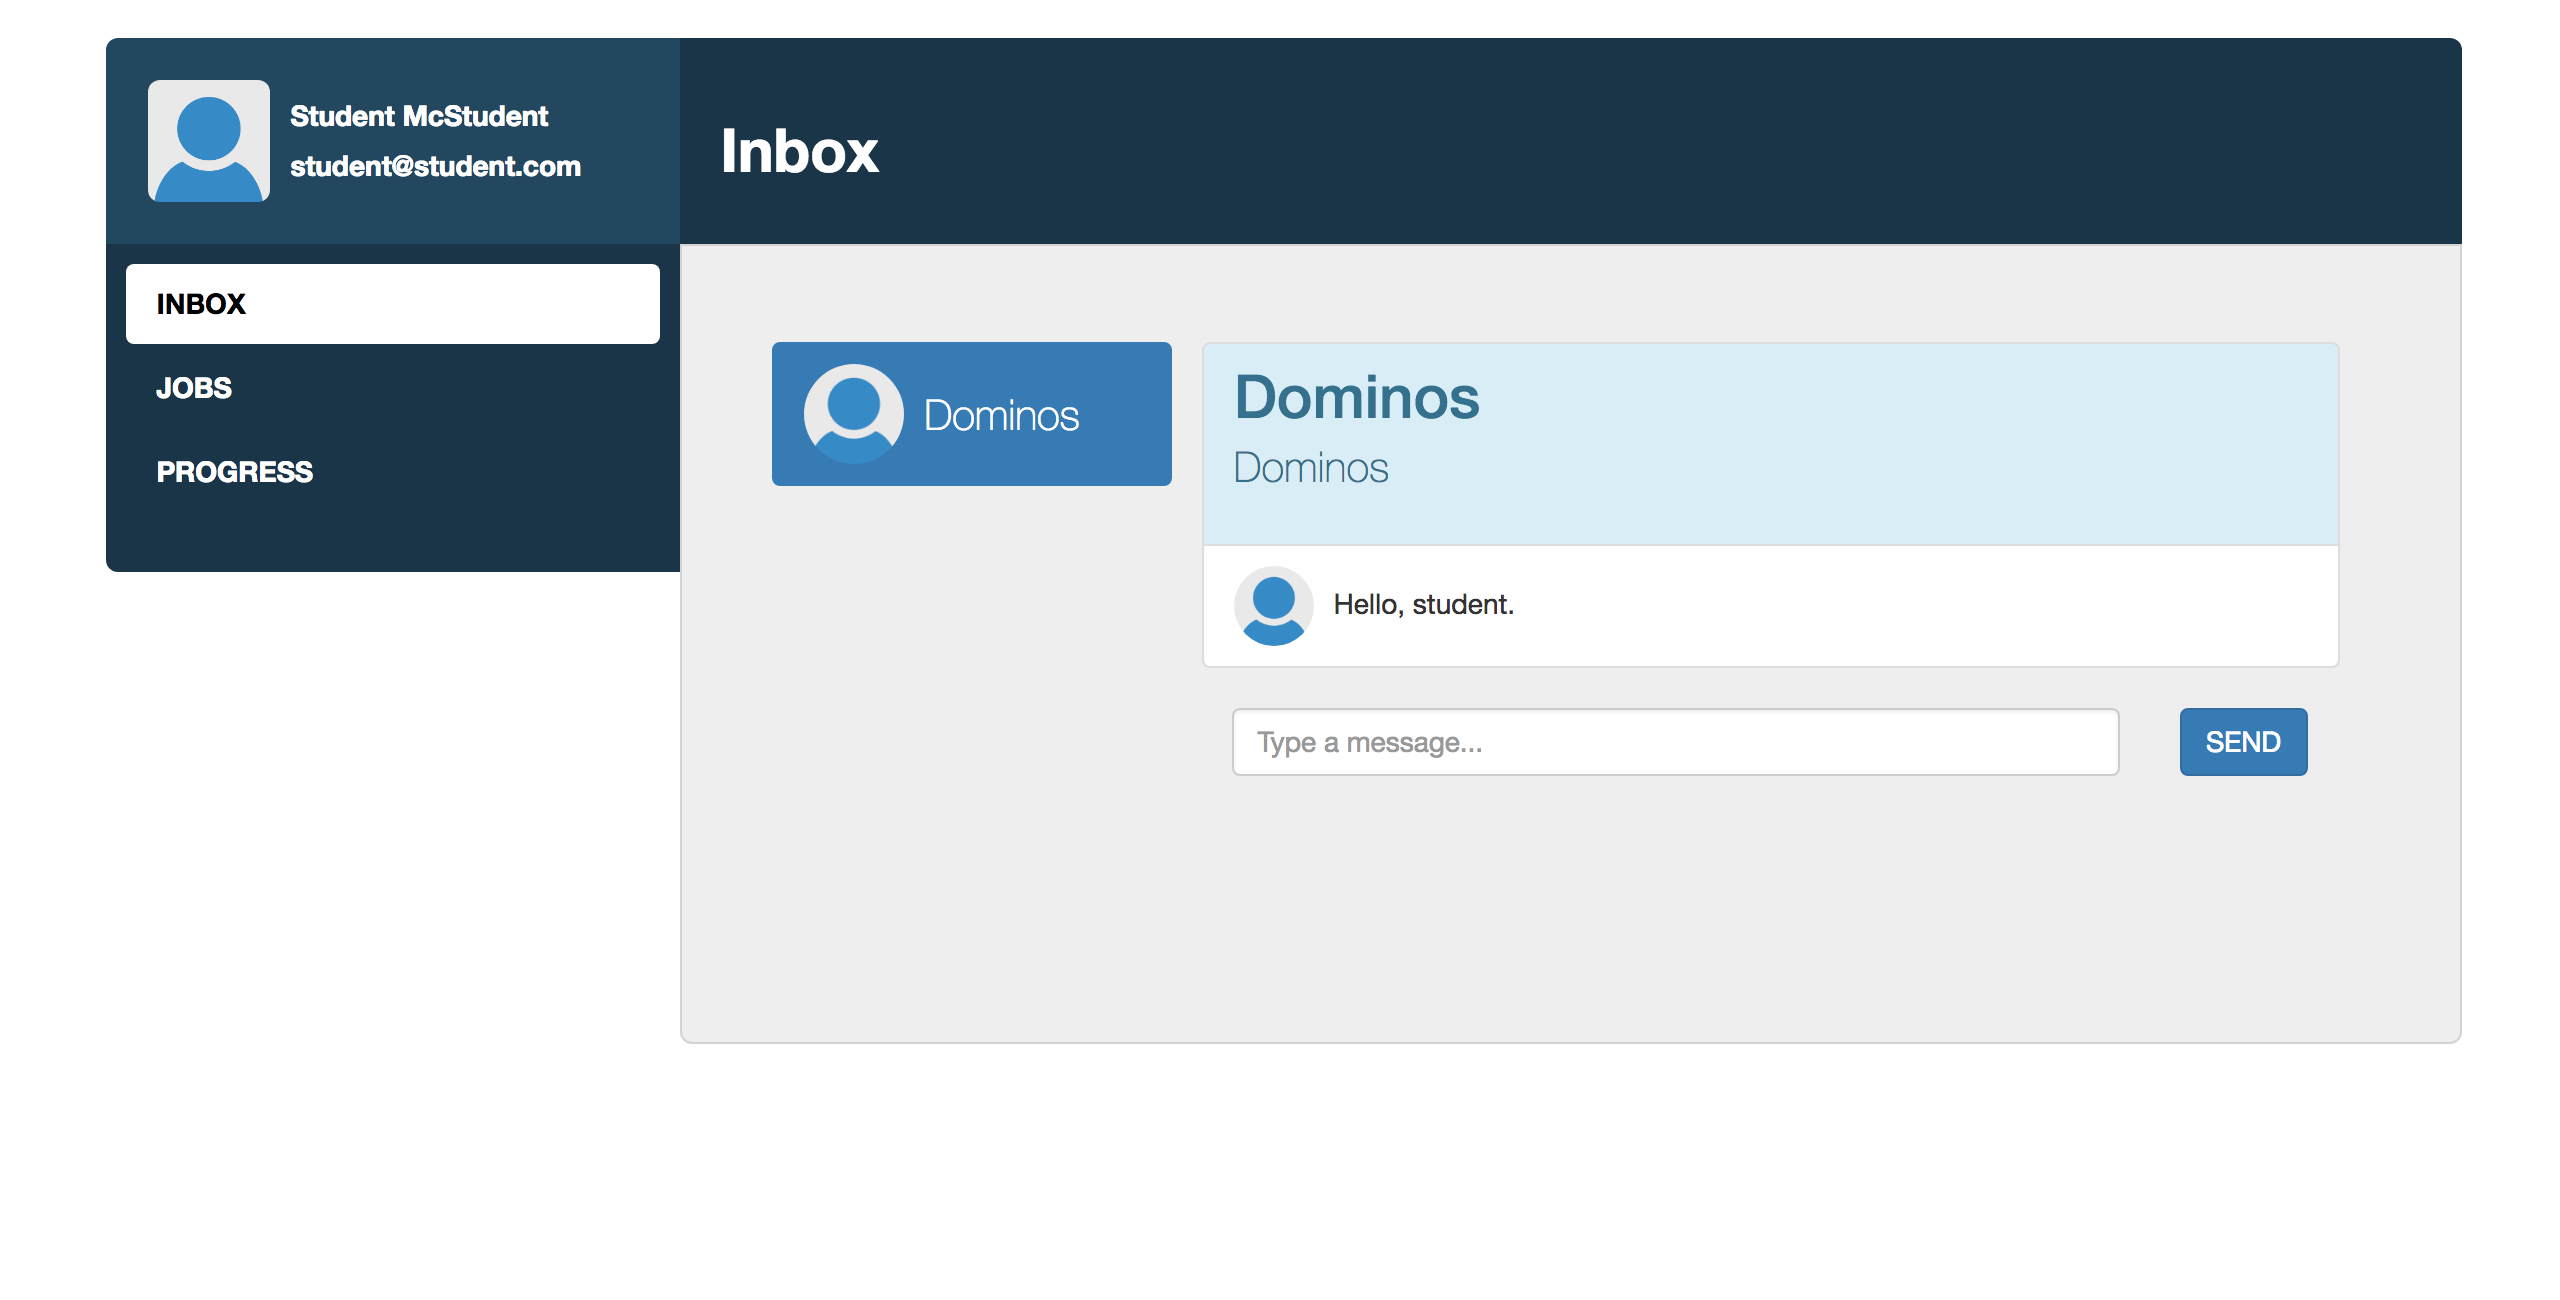 Student McStudent
student@student.com
Inbox
INBOX
JOBS
PROGRESS
Dominos
Dominos
Dominos
Hello, student.
Type a message...
SEND